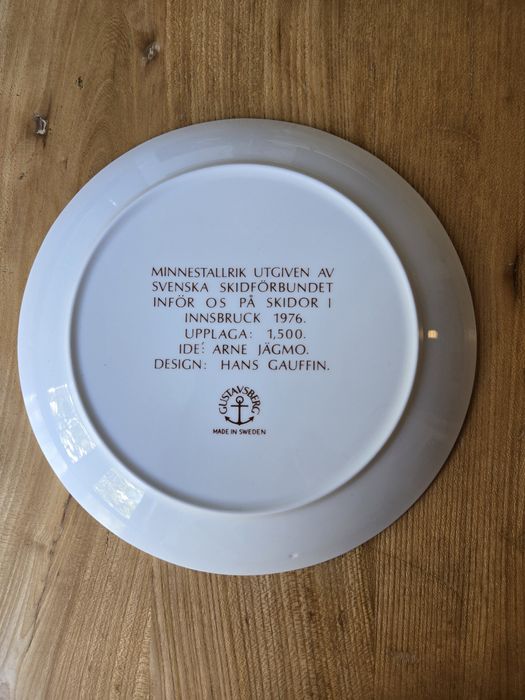 MINNESTALLRIK UTGIVEN AV
SVENSKA SKIDFÖRBUNDET
INFÖR OS PÅ SKIDOR I
INNSBRUCK 1976.
UPPLAGA: 1,500.
IDÉ: ARNE JÄGMO.
DESIGN: HANS GAUFFIN.
GUSTAVSBERG
MADE IN SWEDEN